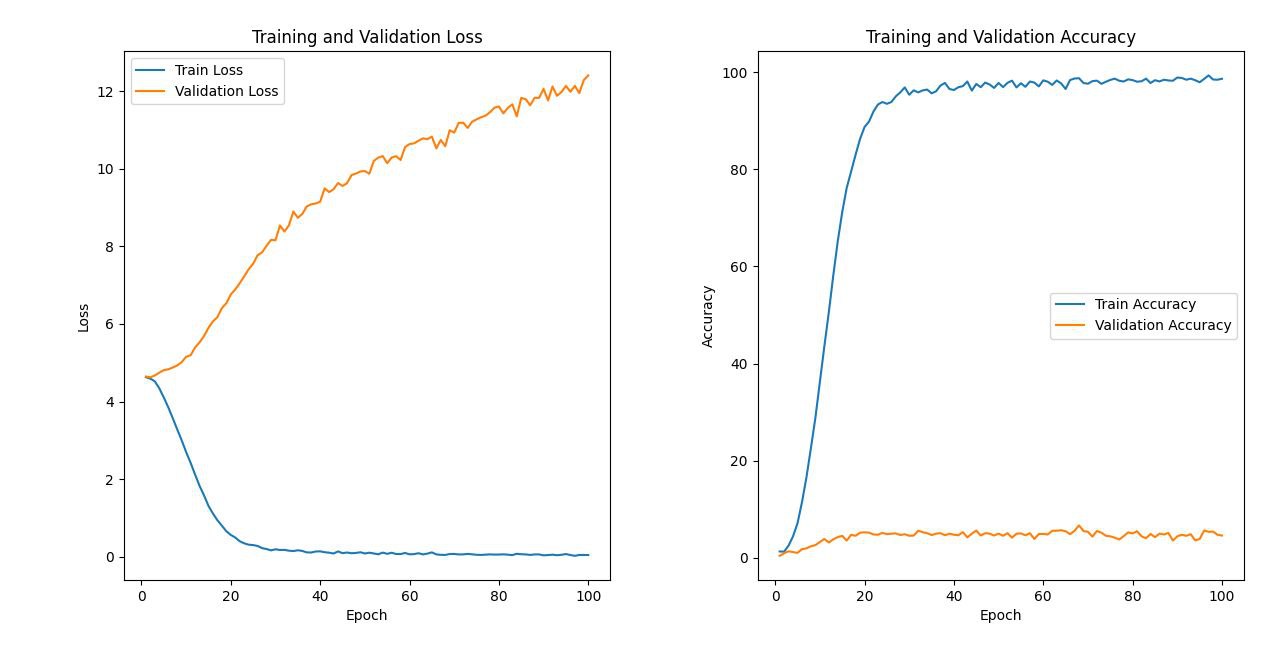 Training and Validation Loss
Train Loss
Validation Loss
12
10
8
6
4
2
0
Loss
0 20 40 60 80 100
Epoch
Training and Validation Accuracy
100
80
60
40
20
0
Accuracy
Train Accuracy
Validation Accuracy
0 20 40 60 80 100
Epoch